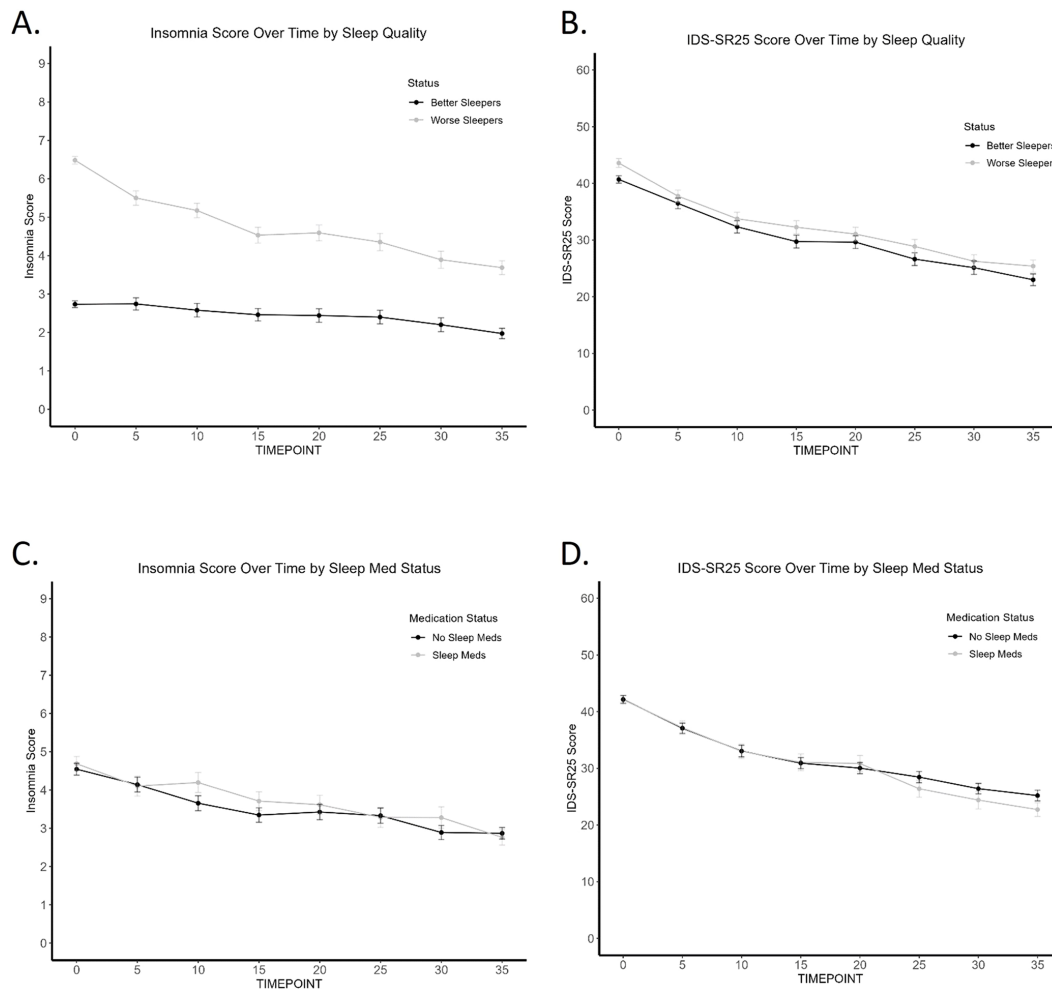 A.
Insomnia Score Over Time by Sleep Quality
Status
Better Sleepers
Worse Sleepers
Insomnia Score
9
8
7
6
5
4
3
2
1
0
0 5 10 15 20 25 30 35
TIMEPOINT
B.
IDS-SR25 Score Over Time by Sleep Quality
Status
Better Sleepers
Worse Sleepers
IDS-SR25 Score
60
50
40
30
20
10
0
0 5 10 15 20 25 30 35
TIMEPOINT
C.
Insomnia Score Over Time by Sleep Med Status
Medication Status
No Sleep Meds
Sleep Meds
Insomnia Score
9
8
7
6
5
4
3
2
1
0
0 5 10 15 20 25 30 35
TIMEPOINT
D.
IDS-SR25 Score Over Time by Sleep Med Status
Medication Status
No Sleep Meds
Sleep Meds
IDS-SR25 Score
60
50
40
30
20
10
0
0 5 10 15 20 25 30 35
TIMEPOINT